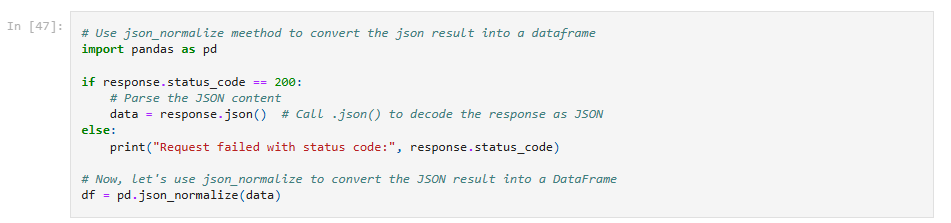 In [47]:
# Use json_normalize meethod to convert the json result into a dataframe
import pandas as pd
if response.status_code == 200:
# Parse the JSON content
data = response.json()  # Call .json() to decode the response as JSON
else:
print("Request failed with status code:", response.status_code)
# Now, let's use json_normalize to convert the JSON result into a DataFrame
df = pd.json_normalize(data)